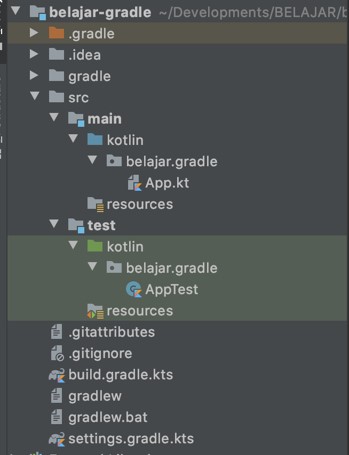 belajar-gradle ~/Developments/BELAJAR/b
.gradle
.idea
gradle
src
main
kotlin
belajar.gradle
App.kt
resources
test
kotlin
belajar.gradle
AppTest
resources
.gitattributes
.gitignore
build.gradle.kts
gradlew
gradlew.bat
settings.gradle.kts